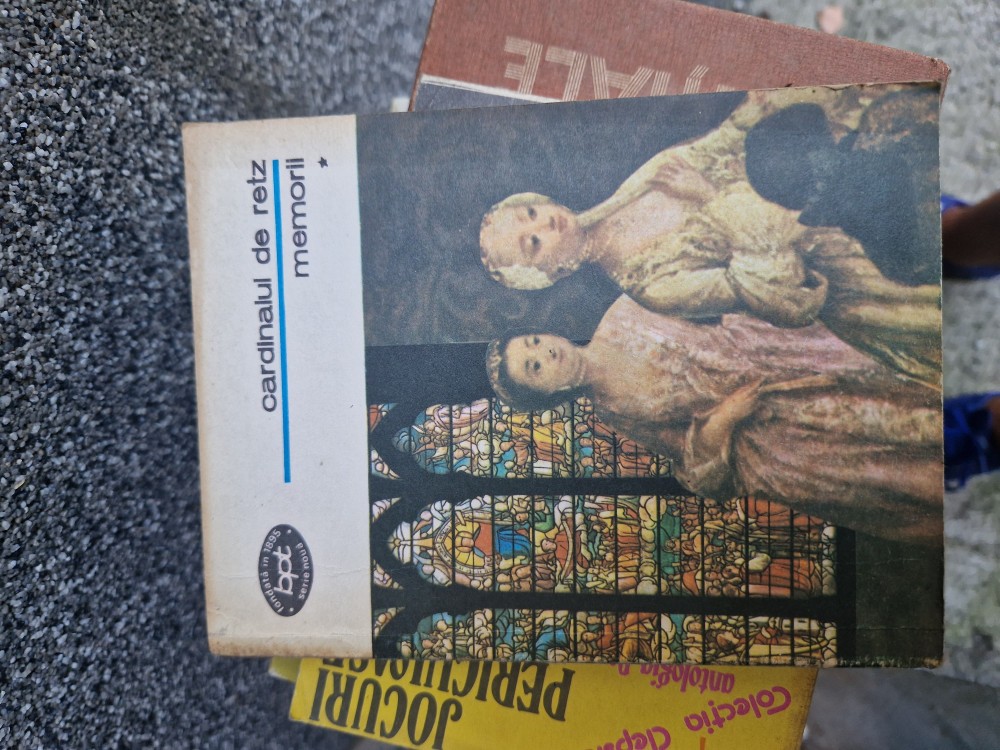 cardinalul de retz
memorii
*
fondată în 1895
bpt
serie nouă
JOCURI
PERICULOASE
Colecția
antologia